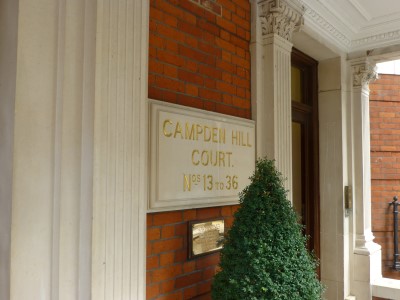 CAMPDEN HILL
COURT.
Nos 13 TO 36